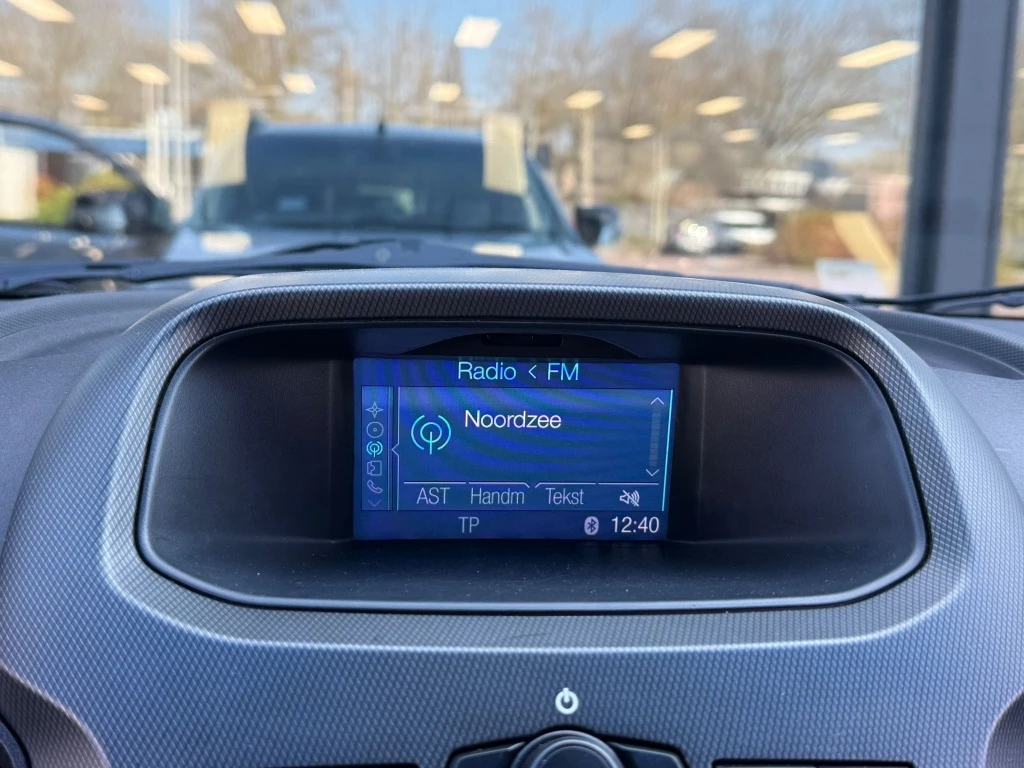 Radio < FM
Noordzee
AST Handm Tekst
TP 12:40